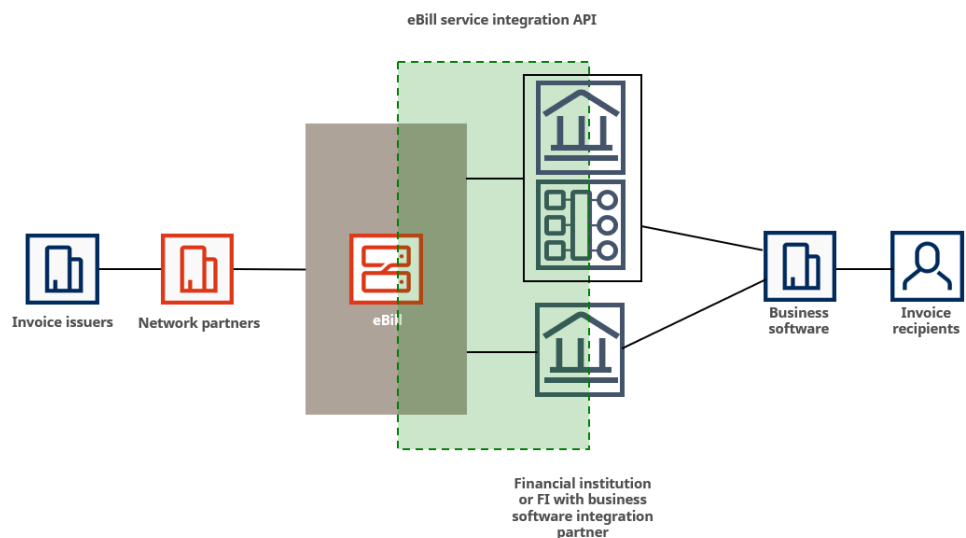 eBill service integration API
eBill
Invoice issuers
Network partners
Business
software
Invoice
recipients
Financial institution
or FI with business
software integration
partner